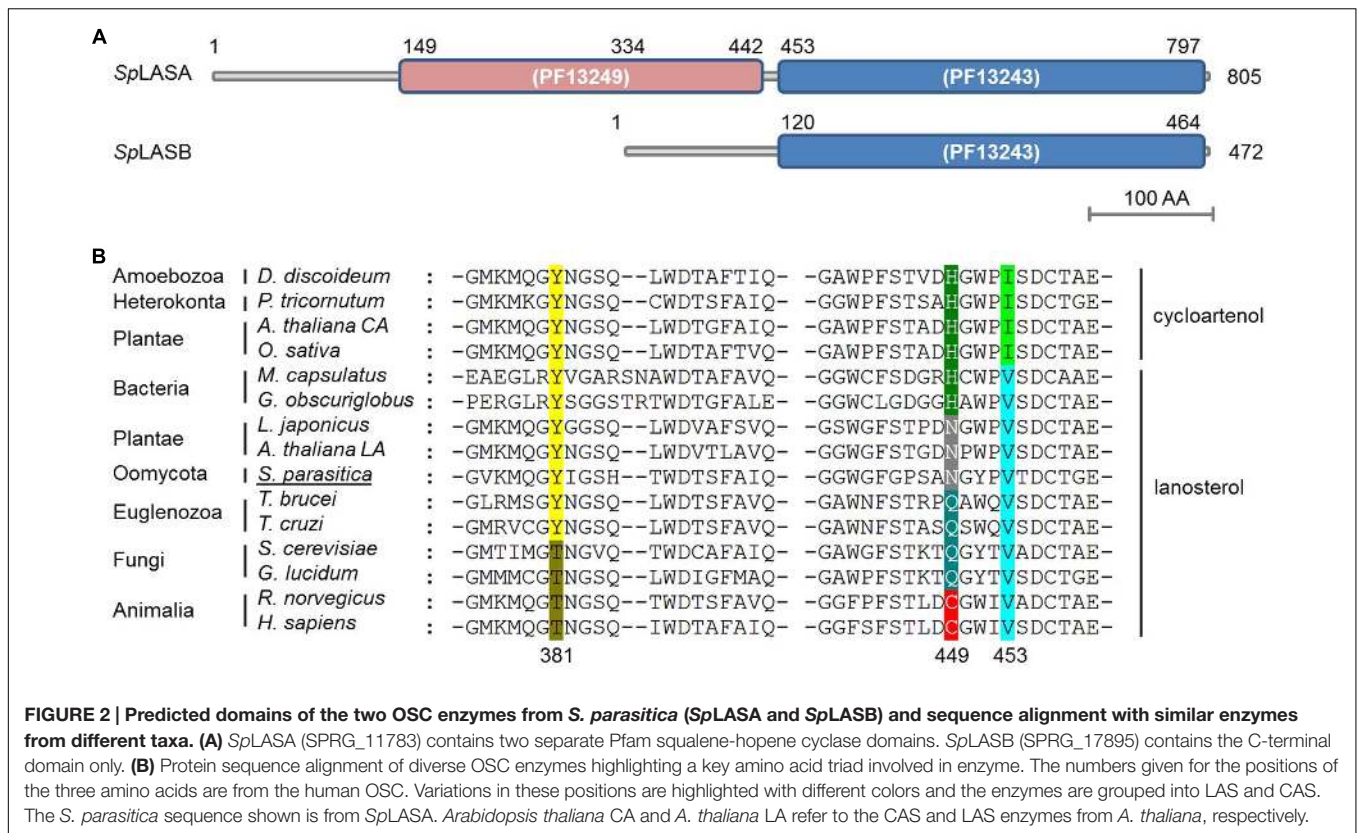 A
1 149 334 442 453 797
SpLASA (PF13249) (PF13243) 805
1 120 464
SpLASB (PF13243) 472
100 AA
B
Amoebozoa D. discoideum : -GMKMQGYNGSQ--LWDTAFTIQ- -GAWPFSTVDHGWPISDCTAE-
Heterokonta P. tricornutum : -GMKMKGYNGSQ--CWDTSFAIQ- -GAWPFSTSAHGWPISDCTGE-
cycloartenol
Plantae A. thaliana CA : -GMKMQGYNGSQ--LWDTGFAIQ- -GAWPFSTADHGWPISDCTAE-
O. sativa : -GMKMQGYNGSQ--LWDTAFTVQ- -GAWPFSTADHGWPISDCTAE-
Bacteria M. capsulatus : -EAEGLRYVGARSNAWDTAFAVQ- -GGWCFSDGRHCWPVSDCAAE-
G. obscuriglobus : -PERGLRYSGGSTRTWDTGFALE- -GGWCLGDGGHAWPVSDCTAE-
Plantae L. japonicus : -GMKMQGYGGSQ--LWDVAFSVQ- -GSWGFSTPDNGWPVSDCTAE-
A. thaliana LA : -GMKMQGYNGSQ--LWDVTLAVQ- -GGWGFSTGDNPWPVSDCTAE-
Oomycota S. parasitica : -GVKMQGYIGSH--TWDTSFAIQ- -GGWGFGPSANGYPVTDCTGE-
lanosterol
Euglenozoa T. brucei : -GLRMSGYNGSQ--LWDTSFAVQ- -GAWNFSTRPQAWQVSDCTAE-
T. cruzi : -GMRVCGYNGSQ--LWDTSFAVQ- -GAWNFSTASQSWQVSDCTAE-
Fungi S. cerevisiae : -GMTIMGTNGVQ--TWDCAFAIQ- -GAWGFSTKTQGYTVADCTAE-
G. lucidum : -GMMMCGTNGSQ--LWDIGFMAQ- -GAWPFSTKTQGYTVSDCTGE-
Animalia R. norvegicus : -GMKMQGTNGSQ--TWDTSFAVQ- -GGFPFSTLDCGWIVADCTAE-
H. sapiens : -GMKMQGTNGSQ--IWDTAFAIQ- -GGFSFSTLDCGWIVSDCTAE-
381 449 453
FIGURE 2 | Predicted domains of the two OSC enzymes from S. parasitica (SpLASA and SpLASB) and sequence alignment with similar enzymes
from different taxa. (A) SpLASA (SPRG_11783) contains two separate Pfam squalene-hopene cyclase domains. SpLASB (SPRG_17895) contains the C-terminal
domain only. (B) Protein sequence alignment of diverse OSC enzymes highlighting a key amino acid triad involved in enzyme. The numbers given for the positions of
the three amino acids are from the human OSC. Variations in these positions are highlighted with different colors and the enzymes are grouped into LAS and CAS.
The S. parasitica sequence shown is from SpLASA. Arabidopsis thaliana CA and A. thaliana LA refer to the CAS and LAS enzymes from A. thaliana, respectively.